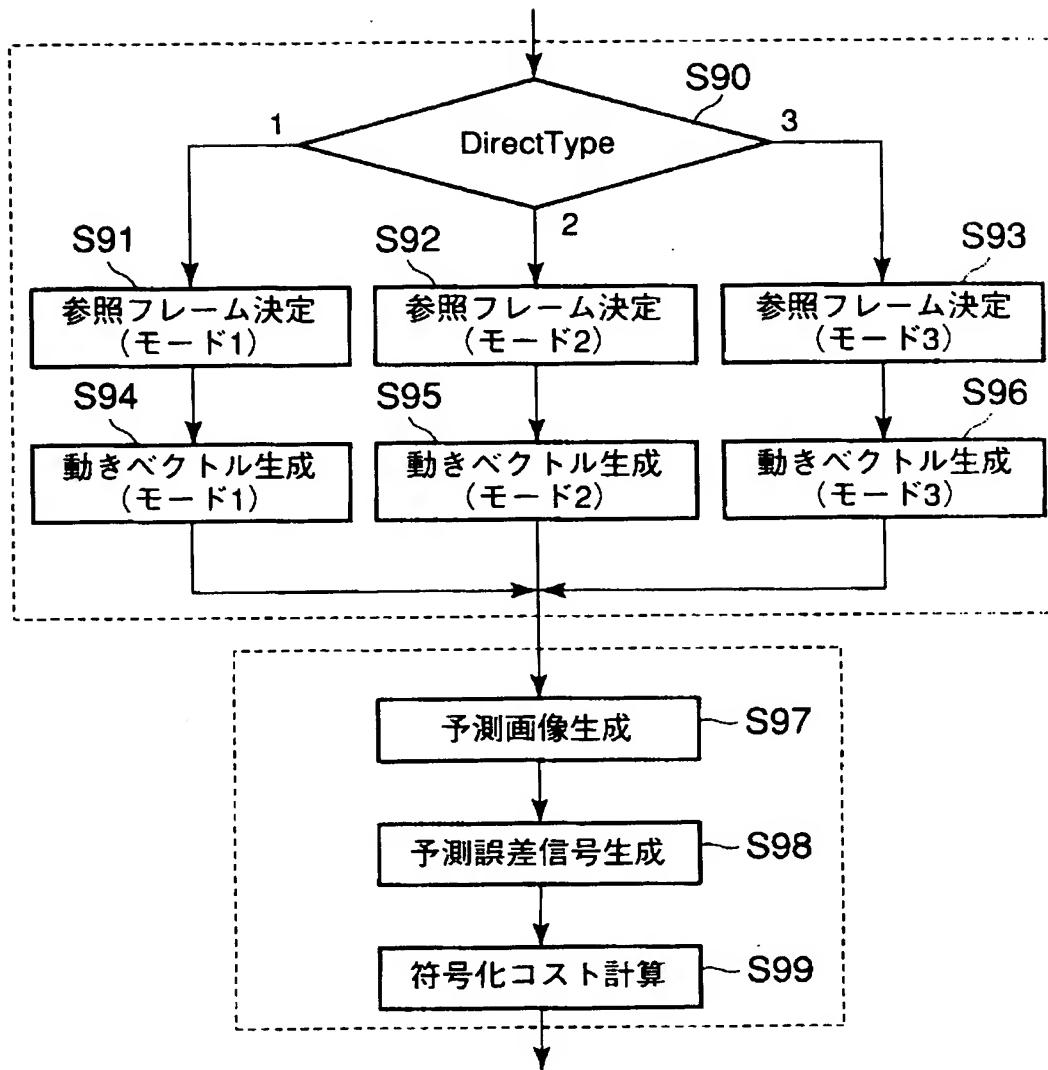 S90
1
3
DirectType
2
S91
S92
S93
参照フレーム決定
(モード1)
参照フレーム決定
(モード2)
参照フレーム決定
(モード3)
S94
S95
S96
動きベクトル生成
(モード1)
動きベクトル生成
(モード2)
動きベクトル生成
(モード3)
予測画像生成
S97
予測誤差信号生成
S98
符号化コスト計算
S99